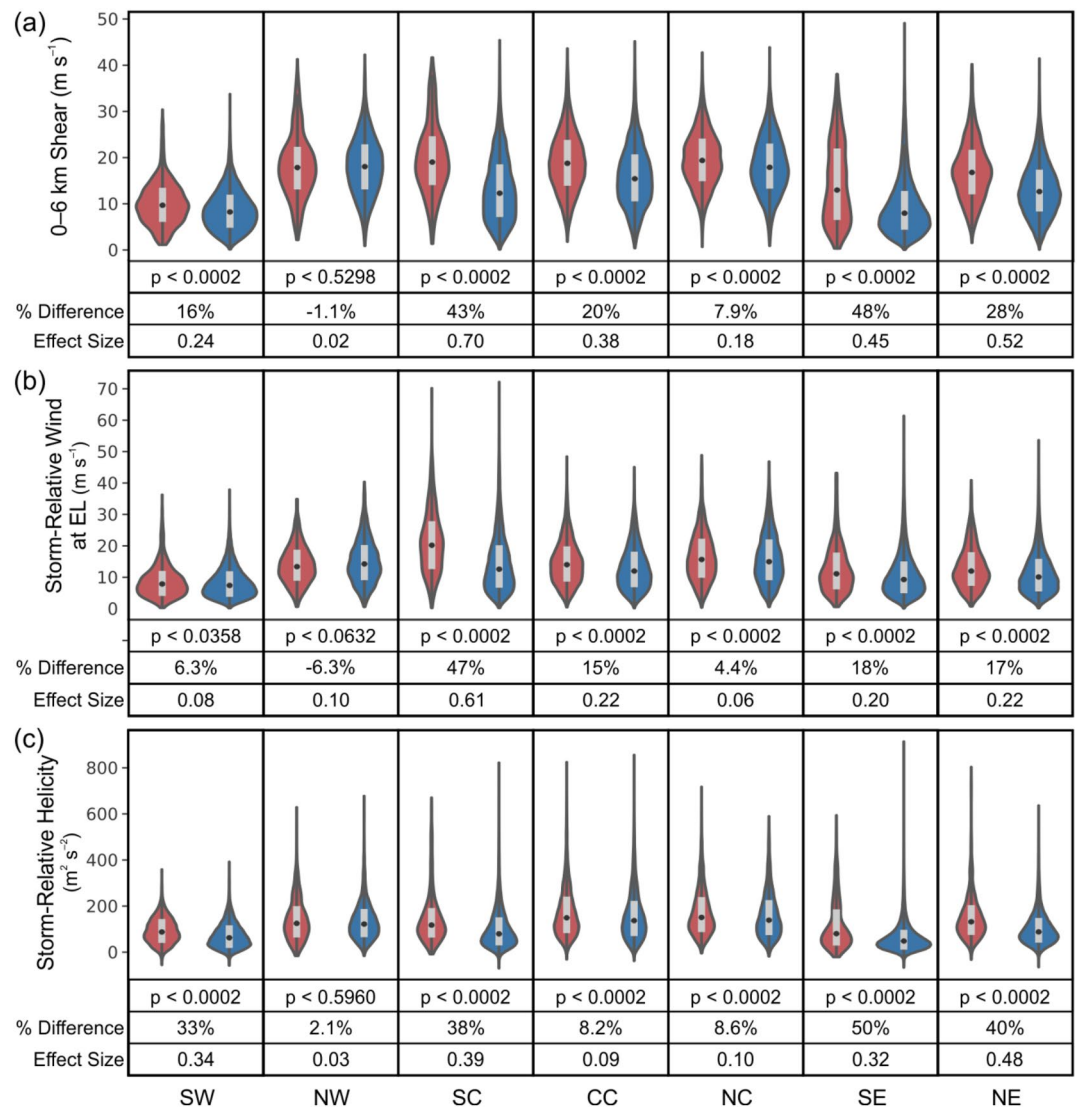 (a)
0–6 km Shear (m s⁻¹)
50
40
30
20
10
0
p < 0.0002 p < 0.5298 p < 0.0002 p < 0.0002 p < 0.0002 p < 0.0002 p < 0.0002
% Difference 16% -1.1% 43% 20% 7.9% 48% 28%
Effect Size 0.24 0.02 0.70 0.38 0.18 0.45 0.52
(b)
Storm-Relative Wind
at EL (m s⁻¹)
70
60
50
40
30
20
10
0
p < 0.0358 p < 0.0632 p < 0.0002 p < 0.0002 p < 0.0002 p < 0.0002 p < 0.0002
% Difference 6.3% -6.3% 47% 15% 4.4% 18% 17%
Effect Size 0.08 0.10 0.61 0.22 0.06 0.20 0.22
(c)
Storm-Relative Helicity
(m² s⁻²)
800
600
400
200
0
p < 0.0002 p < 0.5960 p < 0.0002 p < 0.0002 p < 0.0002 p < 0.0002 p < 0.0002
% Difference 33% 2.1% 38% 8.2% 8.6% 50% 40%
Effect Size 0.34 0.03 0.39 0.09 0.10 0.32 0.48
SW NW SC CC NC SE NE